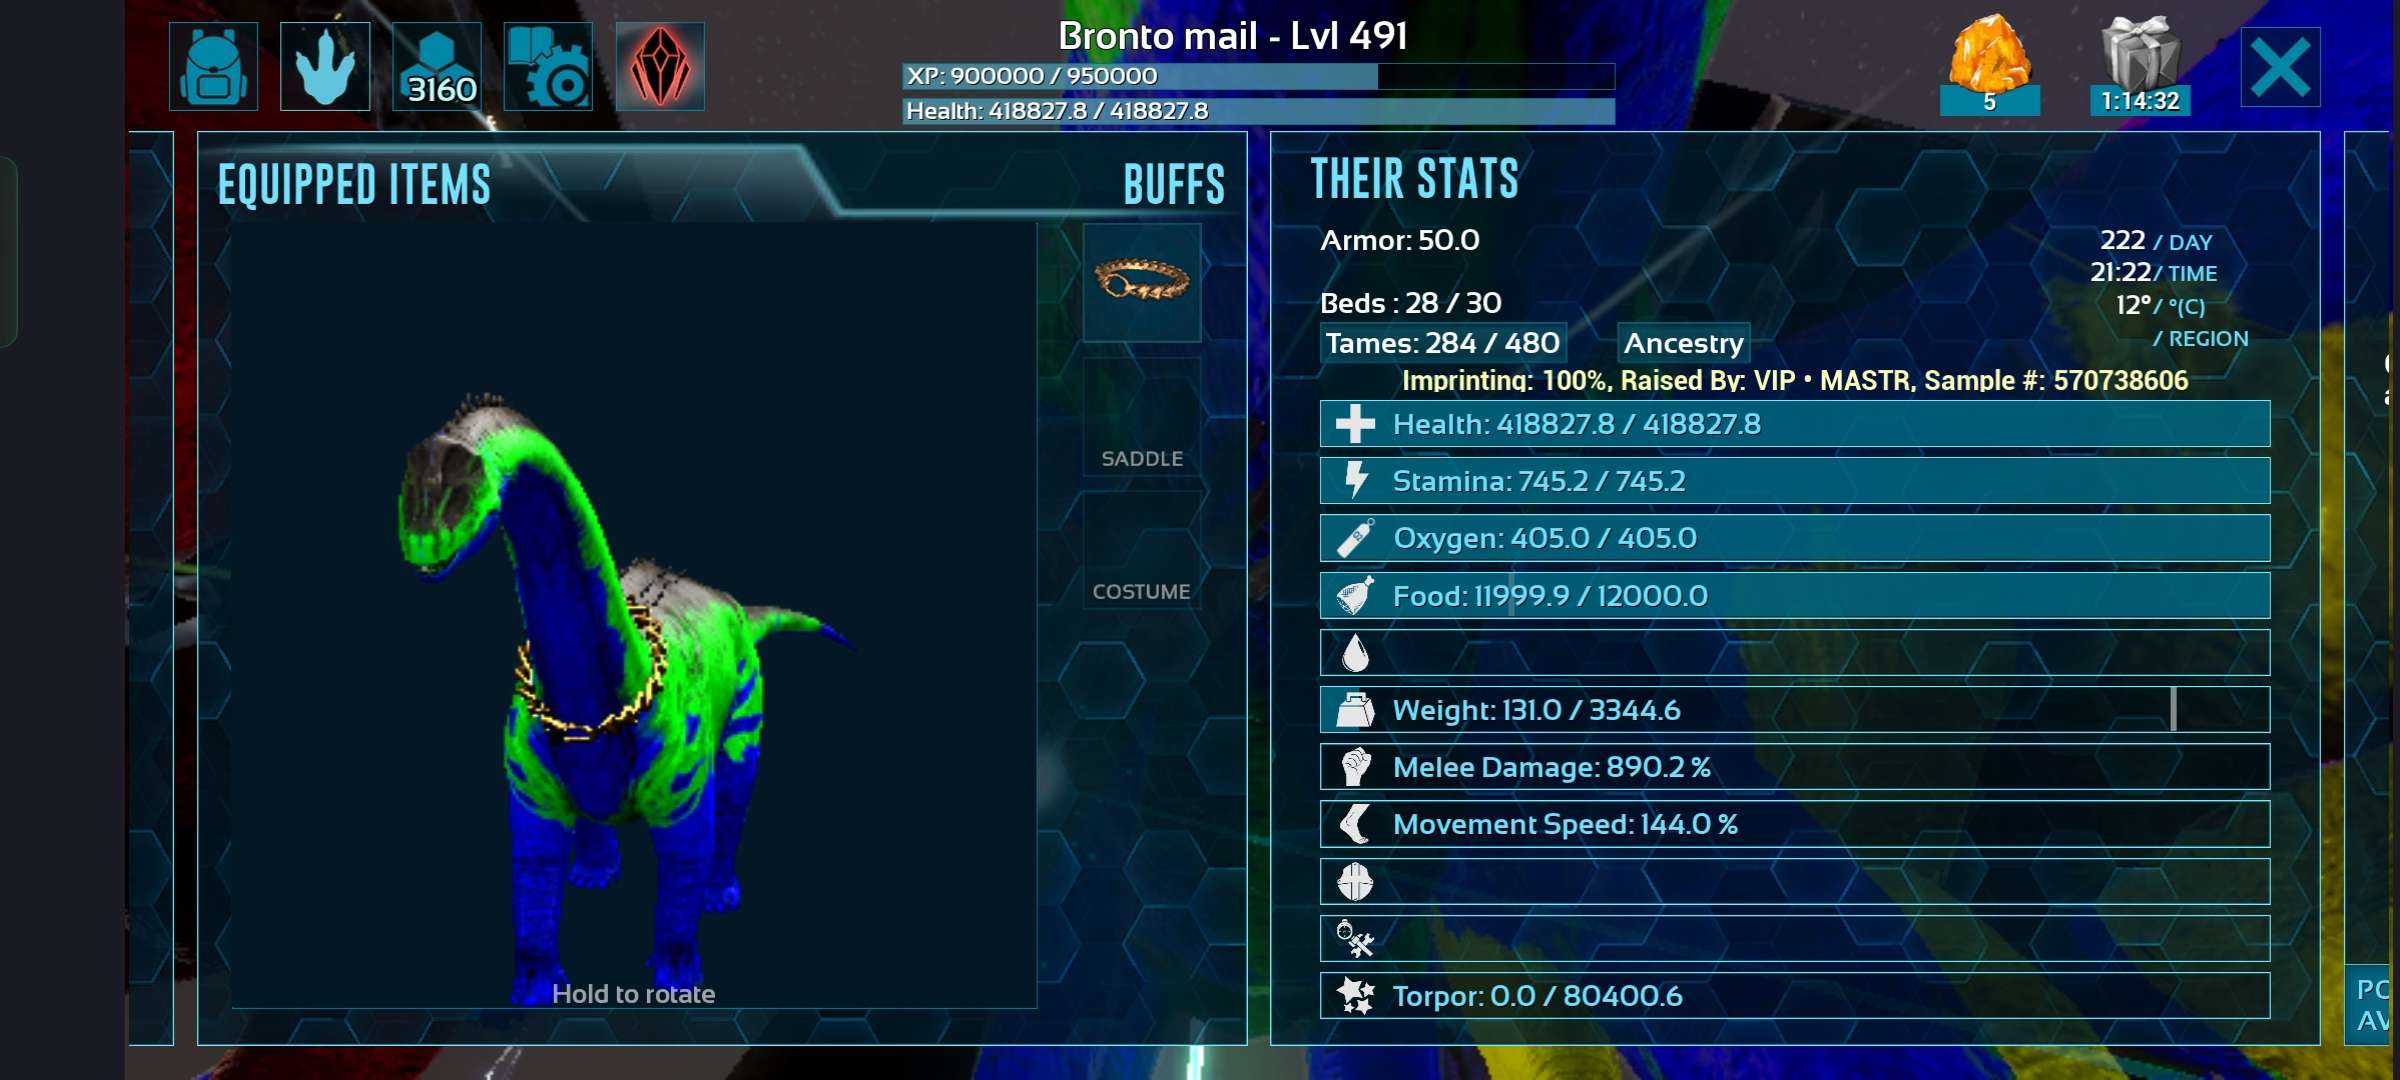 Bronto mail - Lvl 491
XP: 900000 / 950000
Health: 418827.8 / 418827.8
3160
5
1:14:32
EQUIPPED ITEMS
BUFFS
SADDLE
COSTUME
Hold to rotate
THEIR STATS
Armor: 50.0
222 / DAY
21:22 / TIME
12° / °(C)
/ REGION
Beds : 28 / 30
Tames: 284 / 480
Ancestry
Imprinting: 100%, Raised By: VIP • MASTR, Sample #: 570738606
Health: 418827.8 / 418827.8
Stamina: 745.2 / 745.2
Oxygen: 405.0 / 405.0
Food: 11999.9 / 12000.0
Weight: 131.0 / 3344.6
Melee Damage: 890.2 %
Movement Speed: 144.0 %
Torpor: 0.0 / 80400.6